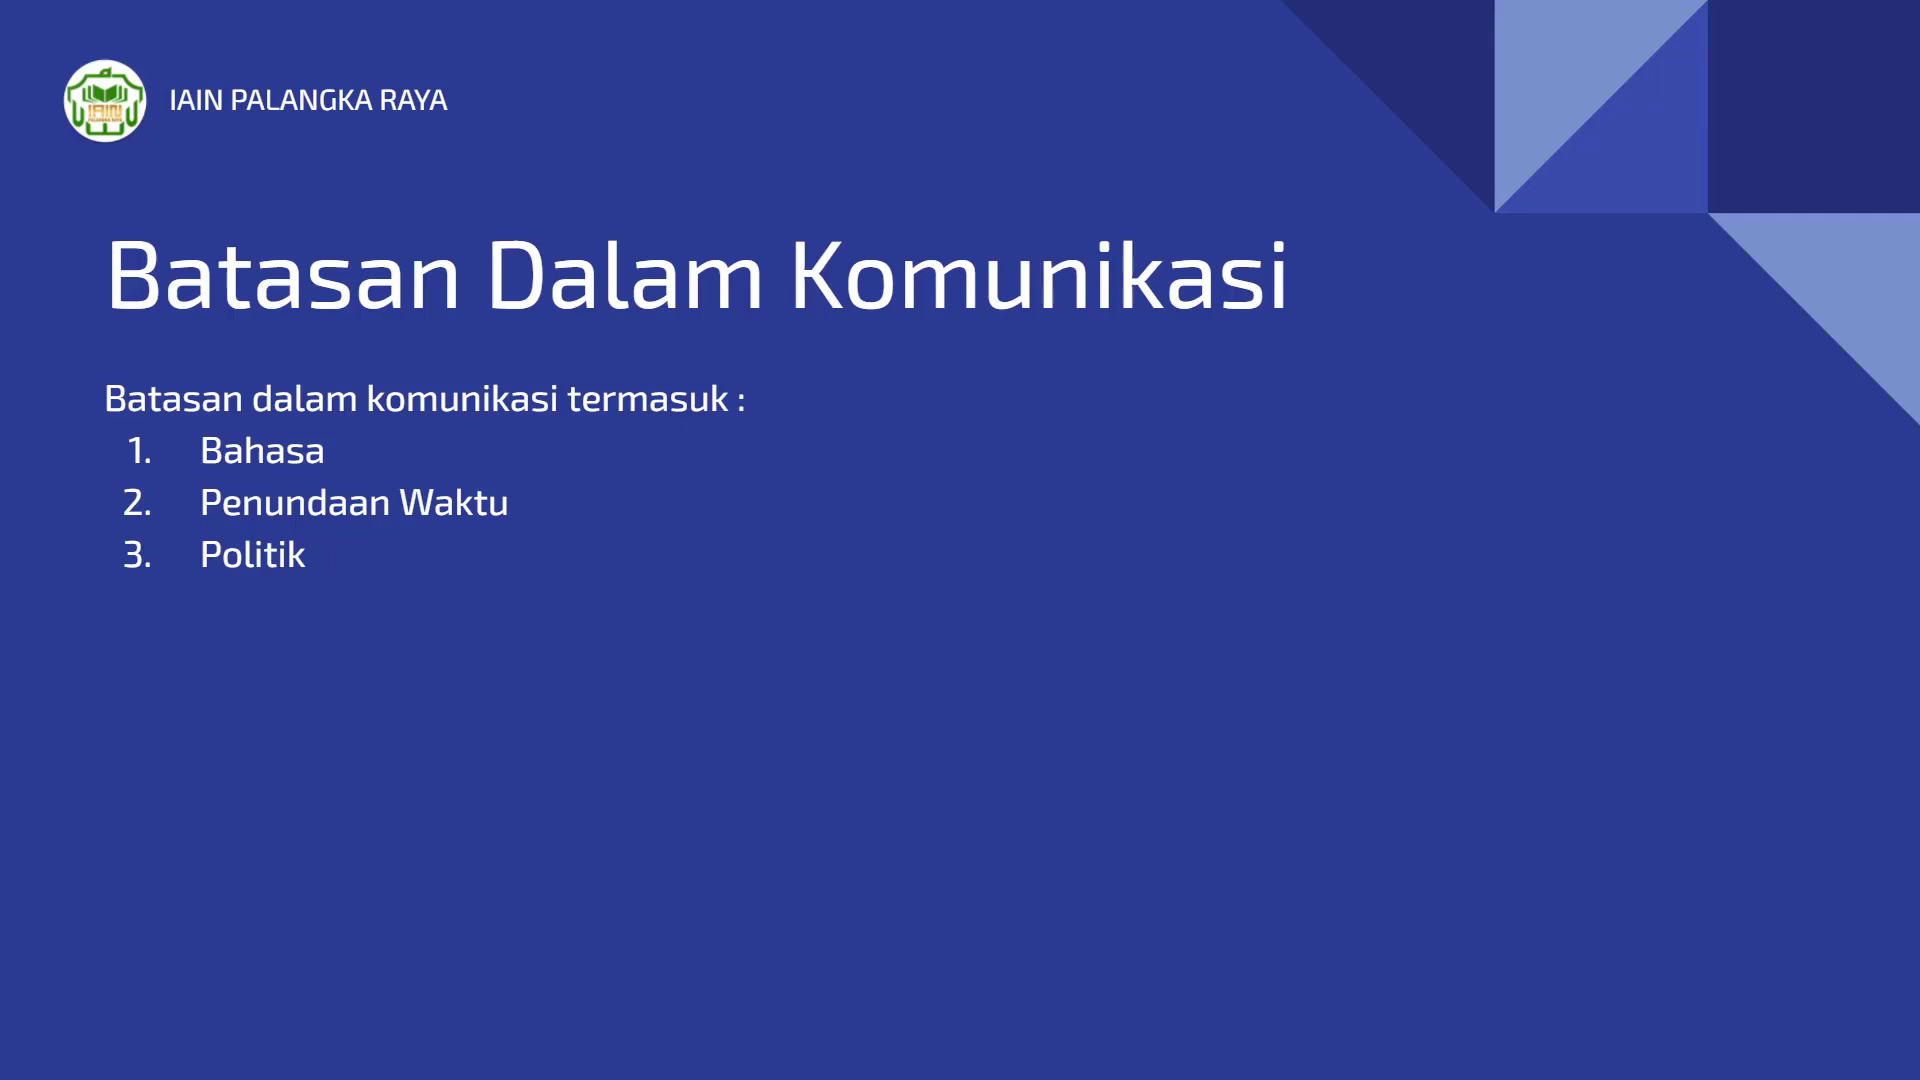 IAIN PALANGKA RAYA
Batasan Dalam Komunikasi
Batasan dalam komunikasi termasuk :
1. Bahasa
2. Penundaan Waktu
3. Politik